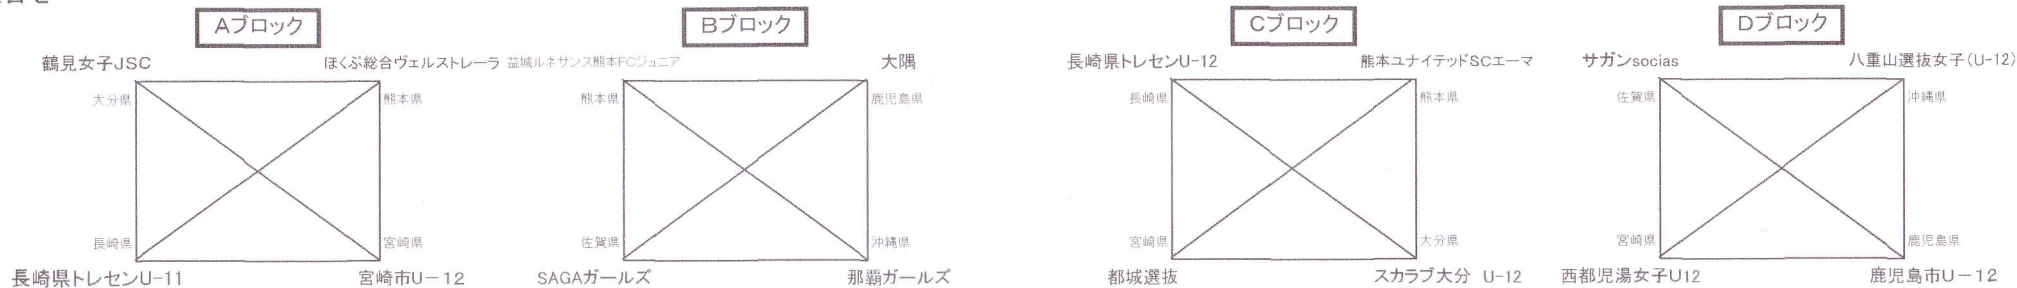 Aブロック
Bブロック
Cブロック
Dブロック
鶴見女子JSC
ほくぶ総合ヴェルストレーラ
益城ルネサンス熊本FCジュニア
大隅
長崎県トレセンU-12
熊本ユナイテッドSCエーマ
サガンsocias
八重山選抜女子(U-12)
大分県
熊本県
熊本県
鹿児島県
長崎県
熊本県
佐賀県
沖縄県
長崎県
宮崎県
佐賀県
沖縄県
宮崎県
大分県
宮崎県
鹿児島県
長崎県トレセンU-11
宮崎市U-12
SAGAガールズ
那覇ガールズ
都城選抜
スカラブ大分 U-12
西都児湯女子U12
鹿児島市U-12